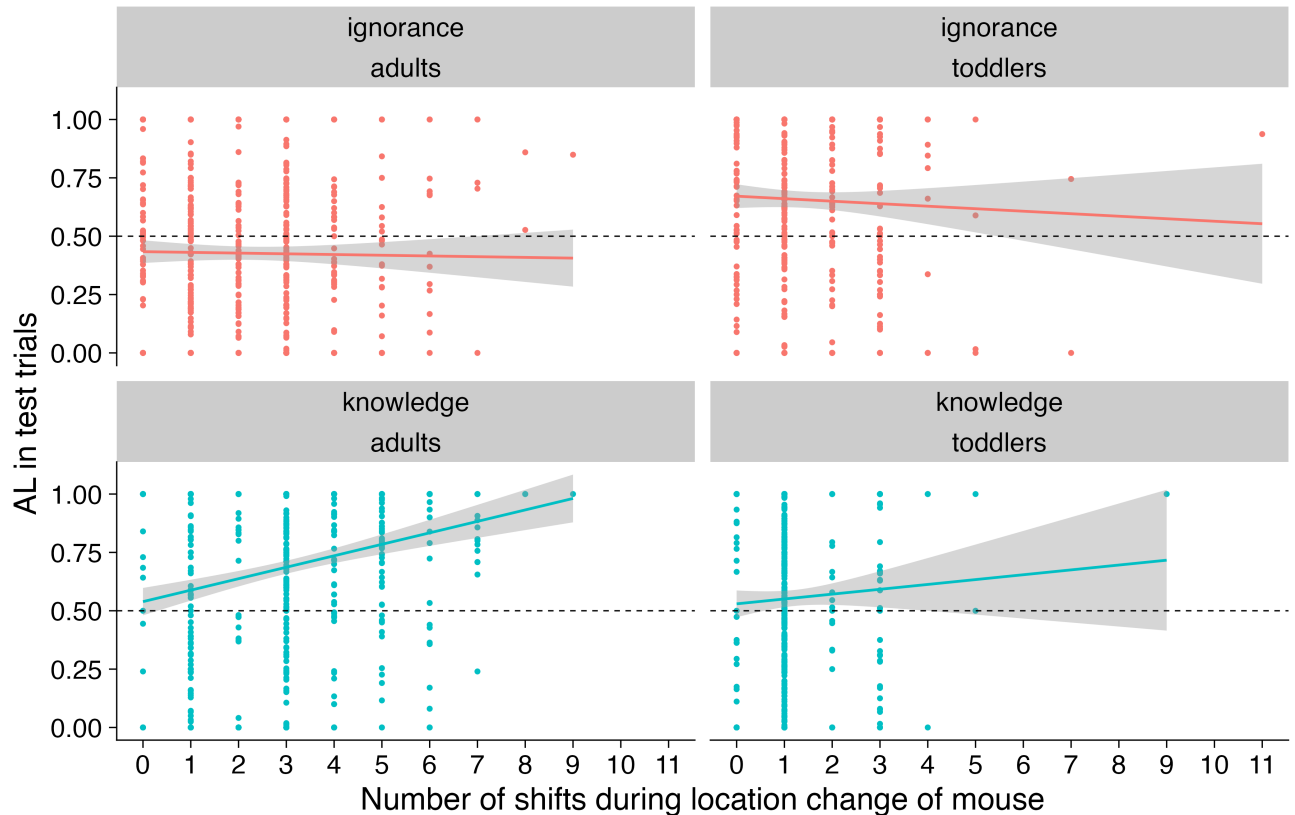 ignorance
adults
ignorance
toddlers
1.00
0.75
0.50
0.25
0.00
knowledge
adults
knowledge
toddlers
1.00
0.75
0.50
0.25
0.00
AL in test trials
0 1 2 3 4 5 6 7 8 9 10 11
0 1 2 3 4 5 6 7 8 9 10 11
Number of shifts during location change of mouse